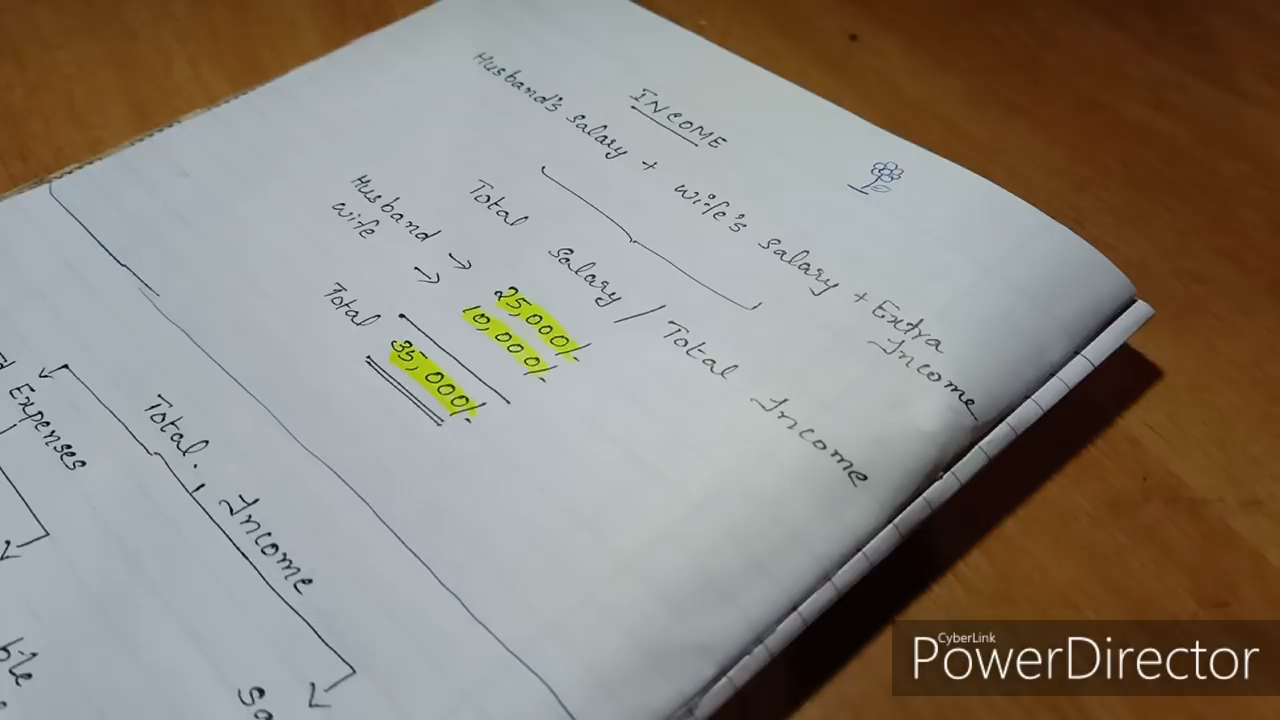 INCOME
Husband's salary + wife's salary + Extra Income
Total salary / Total Income
Husband → 25,000/-
wife → 10,000/-
Total 35,000/-
Total Income
Expenses
CyberLink
PowerDirector